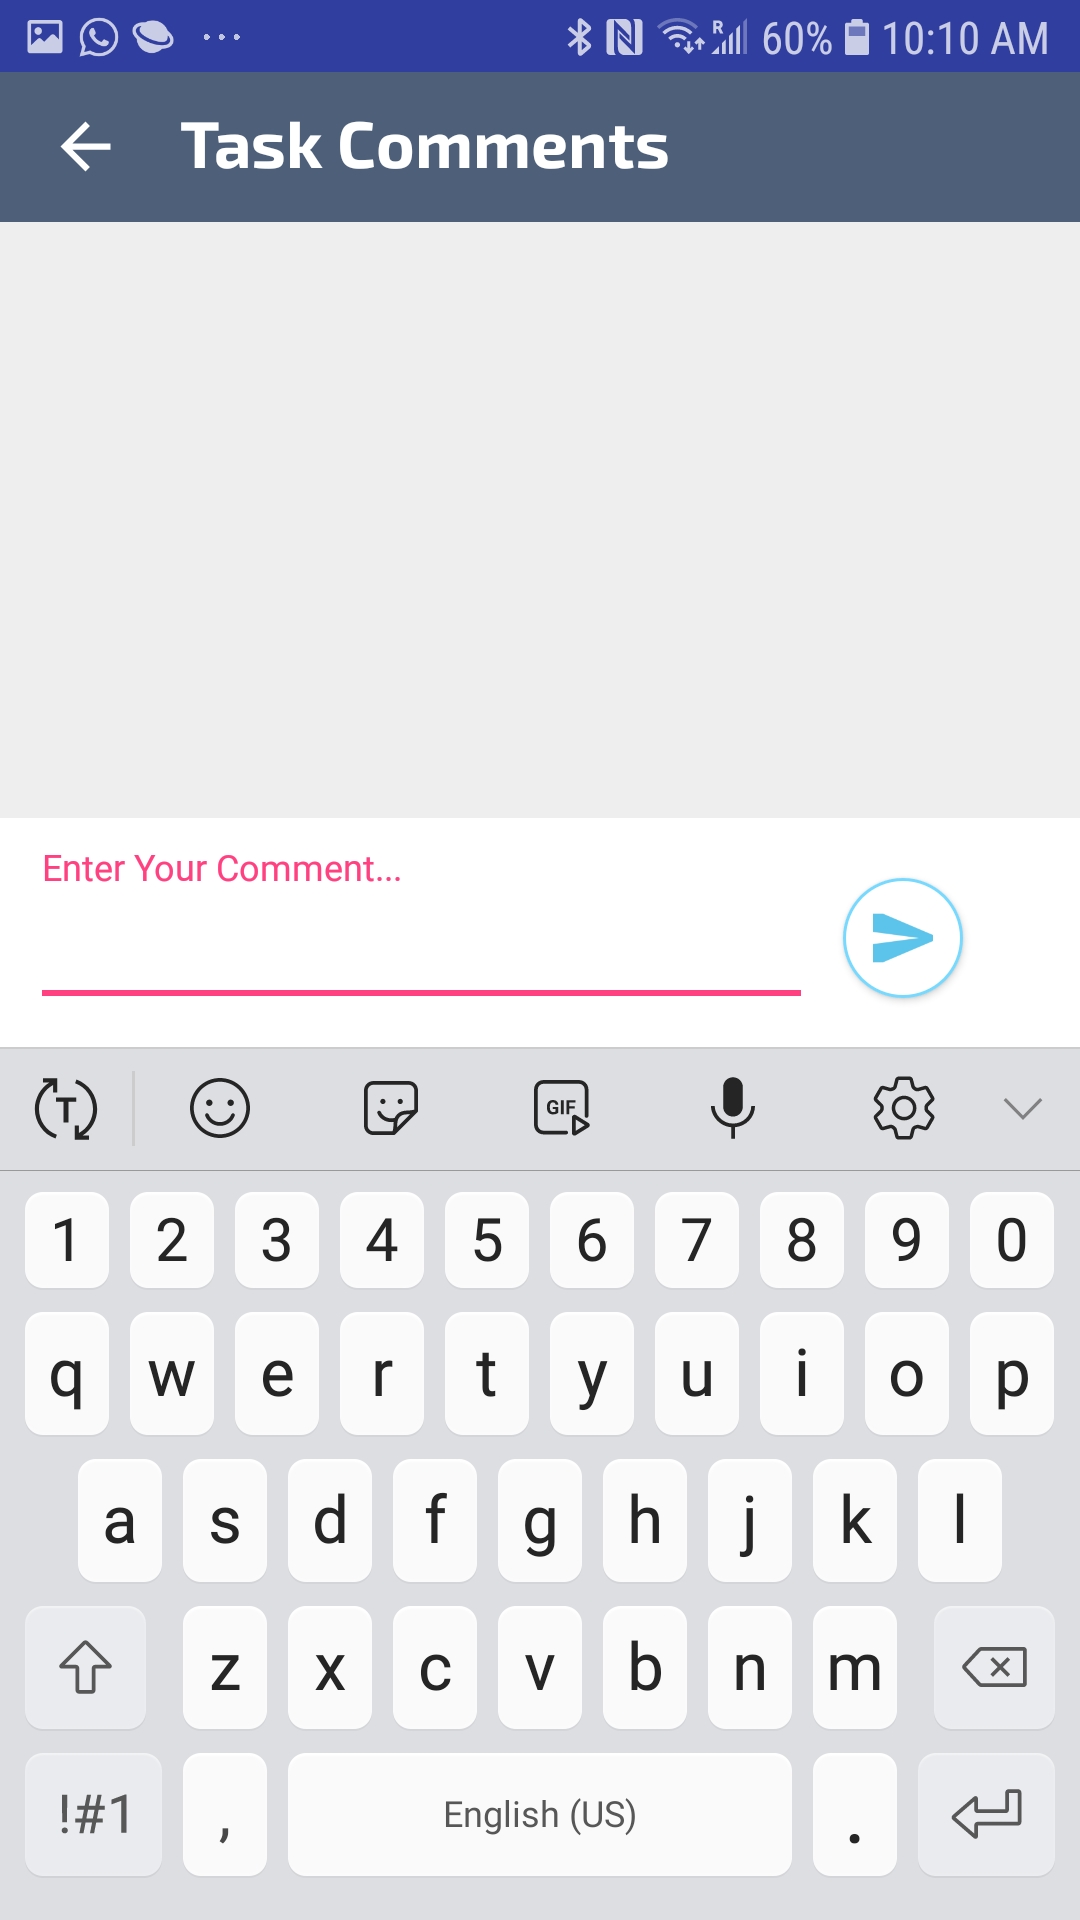 R 60% 10:10 AM
Task Comments
Enter Your Comment...
T GIF
1 2 3 4 5 6 7 8 9 0
q w e r t y u i o p
a s d f g h j k l
z x c v b n m
!#1 , English (US) .